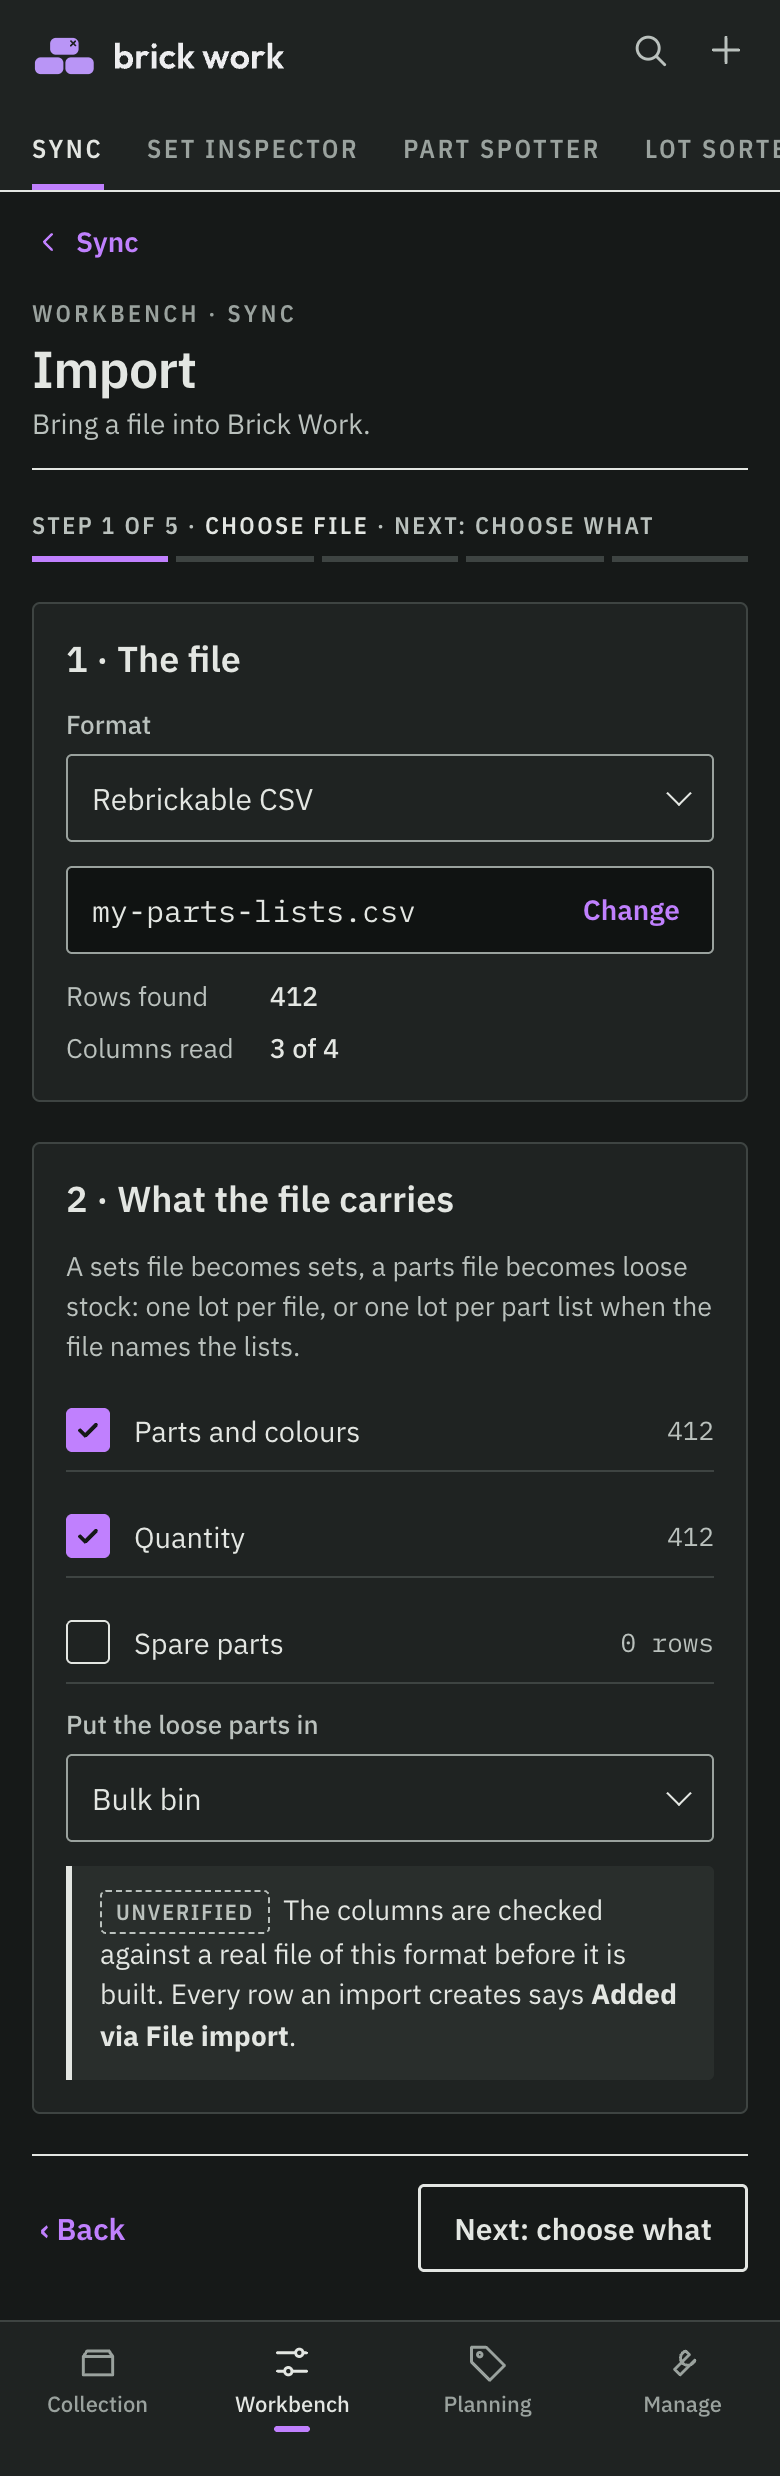 brick work
SYNC SET INSPECTOR PART SPOTTER LOT SORTE
Sync
WORKBENCH · SYNC
Import
Bring a file into Brick Work.
STEP 1 OF 5 · CHOOSE FILE · NEXT: CHOOSE WHAT
1 · The file
Format
Rebrickable CSV
my-parts-lists.csv Change
Rows found 412
Columns read 3 of 4
2 · What the file carries
A sets file becomes sets, a parts file becomes loose
stock: one lot per file, or one lot per part list when the
file names the lists.
Parts and colours 412
Quantity 412
Spare parts 0 rows
Put the loose parts in
Bulk bin
UNVERIFIED The columns are checked
against a real file of this format before it is
built. Every row an import creates says Added
via File import.
‹ Back Next: choose what
Collection Workbench Planning Manage